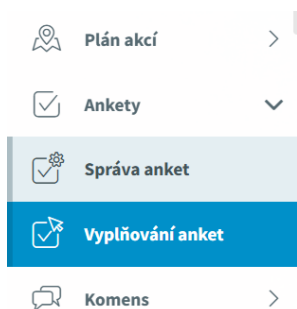 Plán akcí
Ankety
Správa anket
Vyplňování anket
Komens